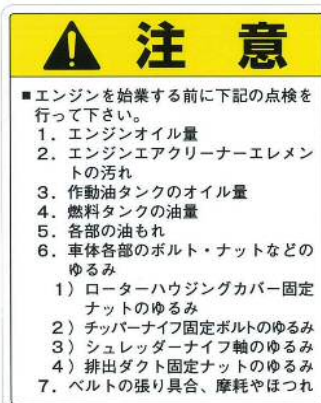 注意
■エンジンを始業する前に下記の点検を
行って下さい。
1．エンジンオイル量
2．エンジンエアクリーナーエレメン
トの汚れ
3．作動油タンクのオイル量
4．燃料タンクの油量
5．各部の油もれ
6．車体各部のボルト・ナットなどの
ゆるみ
1）ローターハウジングカバー固定
ナットのゆるみ
2）チッパーナイフ固定ボルトのゆるみ
3）シュレッダーナイフ軸のゆるみ
4）排出ダクト固定ナットのゆるみ
7．ベルトの張り具合、摩耗やほつれ